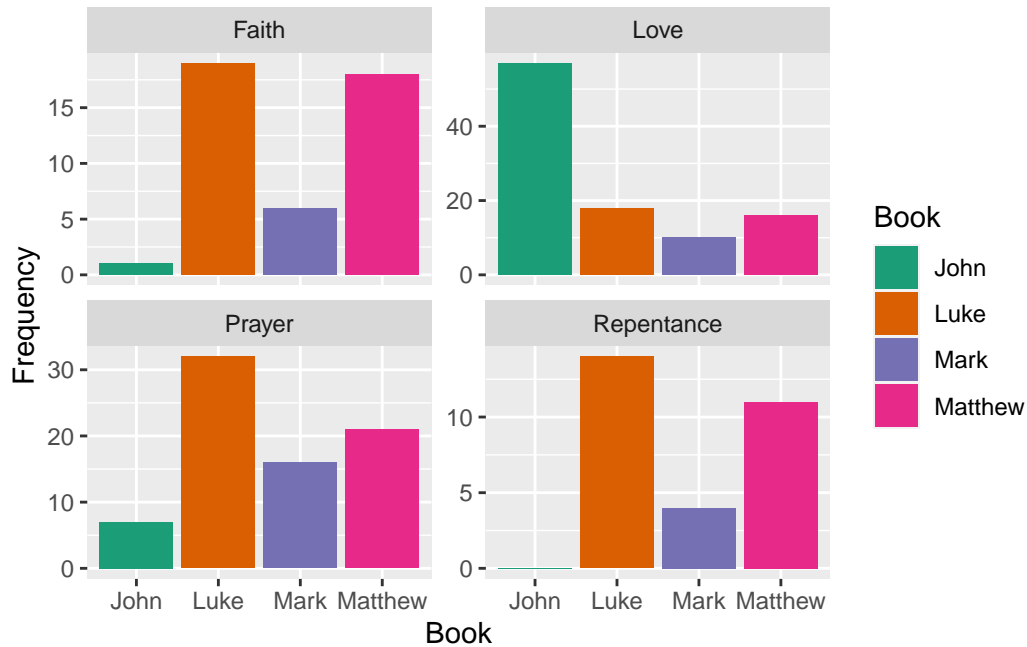 Faith
Love
15
10
5
0
40
20
0
Prayer
Repentance
30
20
10
0
10
5
0
John Luke Mark Matthew
John Luke Mark Matthew
Book
Frequency
Book
John
Luke
Mark
Matthew